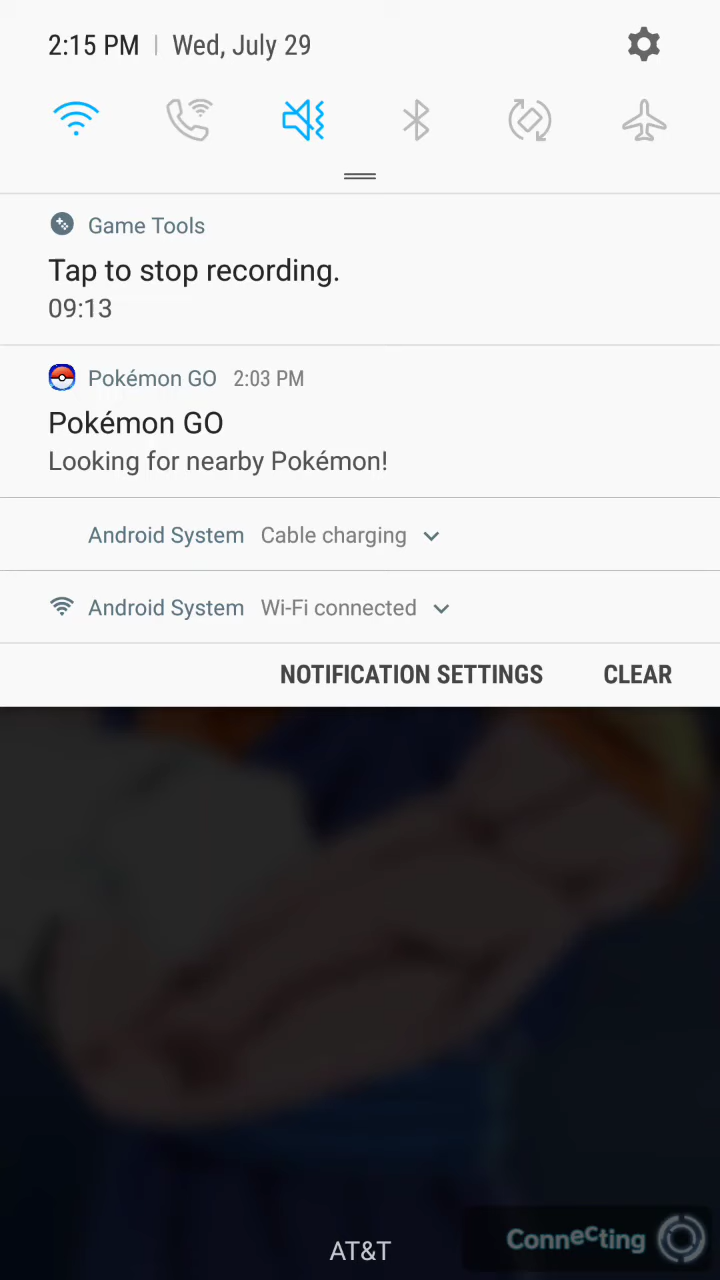 2:15 PM | Wed, July 29
Game Tools
Tap to stop recording.
09:13
Pokémon GO 2:03 PM
Pokémon GO
Looking for nearby Pokémon!
Android System Cable charging
Android System Wi-Fi connected
NOTIFICATION SETTINGS CLEAR
Connecting
AT&T